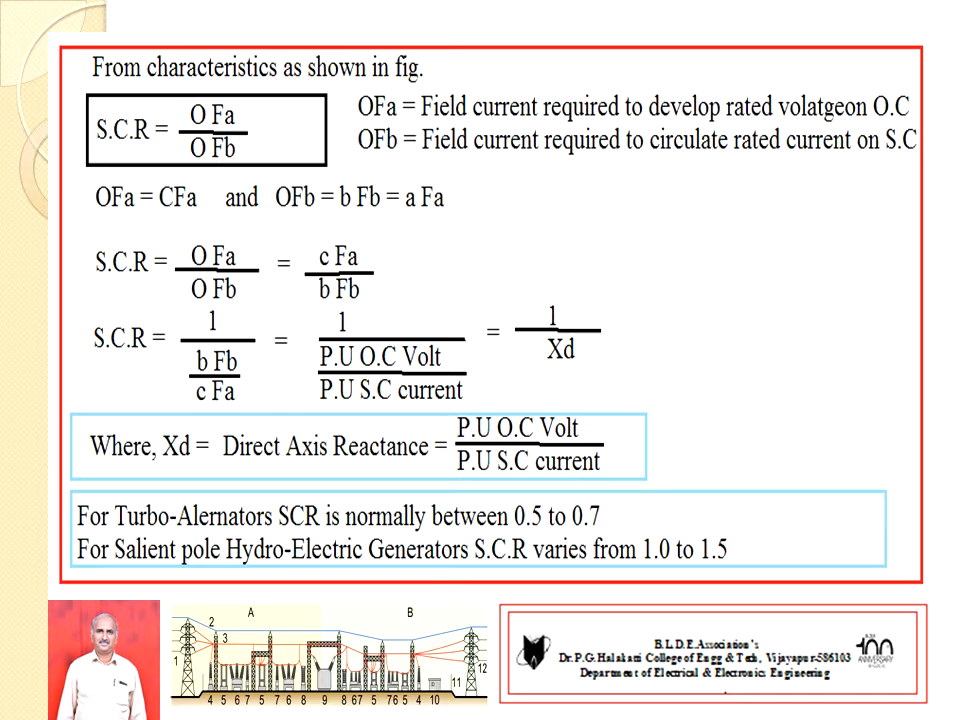 From characteristics as shown in fig.
S.C.R = O Fa / O Fb
OFa = Field current required to develop rated volatgeon O.C
OFb = Field current required to circulate rated current on S.C
OFa = CFa and OFb = b Fb = a Fa
S.C.R = O Fa / O Fb = c Fa / b Fb
S.C.R = 1 / (b Fb / c Fa) = 1 / (P.U O.C Volt / P.U S.C current) = 1 / Xd
Where, Xd = Direct Axis Reactance = P.U O.C Volt / P.U S.C current
For Turbo-Alernators SCR is normally between 0.5 to 0.7
For Salient pole Hydro-Electric Generators S.C.R varies from 1.0 to 1.5
A B
2
3
1
12
11
4 5 6 7 5 7 6 8 9 8 67 5 76 5 4 10
B.L.D.E.Association's
Dr.P.G.Halakatti College of Engg & Tech, Vijayapur-586103
Department of Electrical & Electronics Engineering
100
ANNIVERSARY